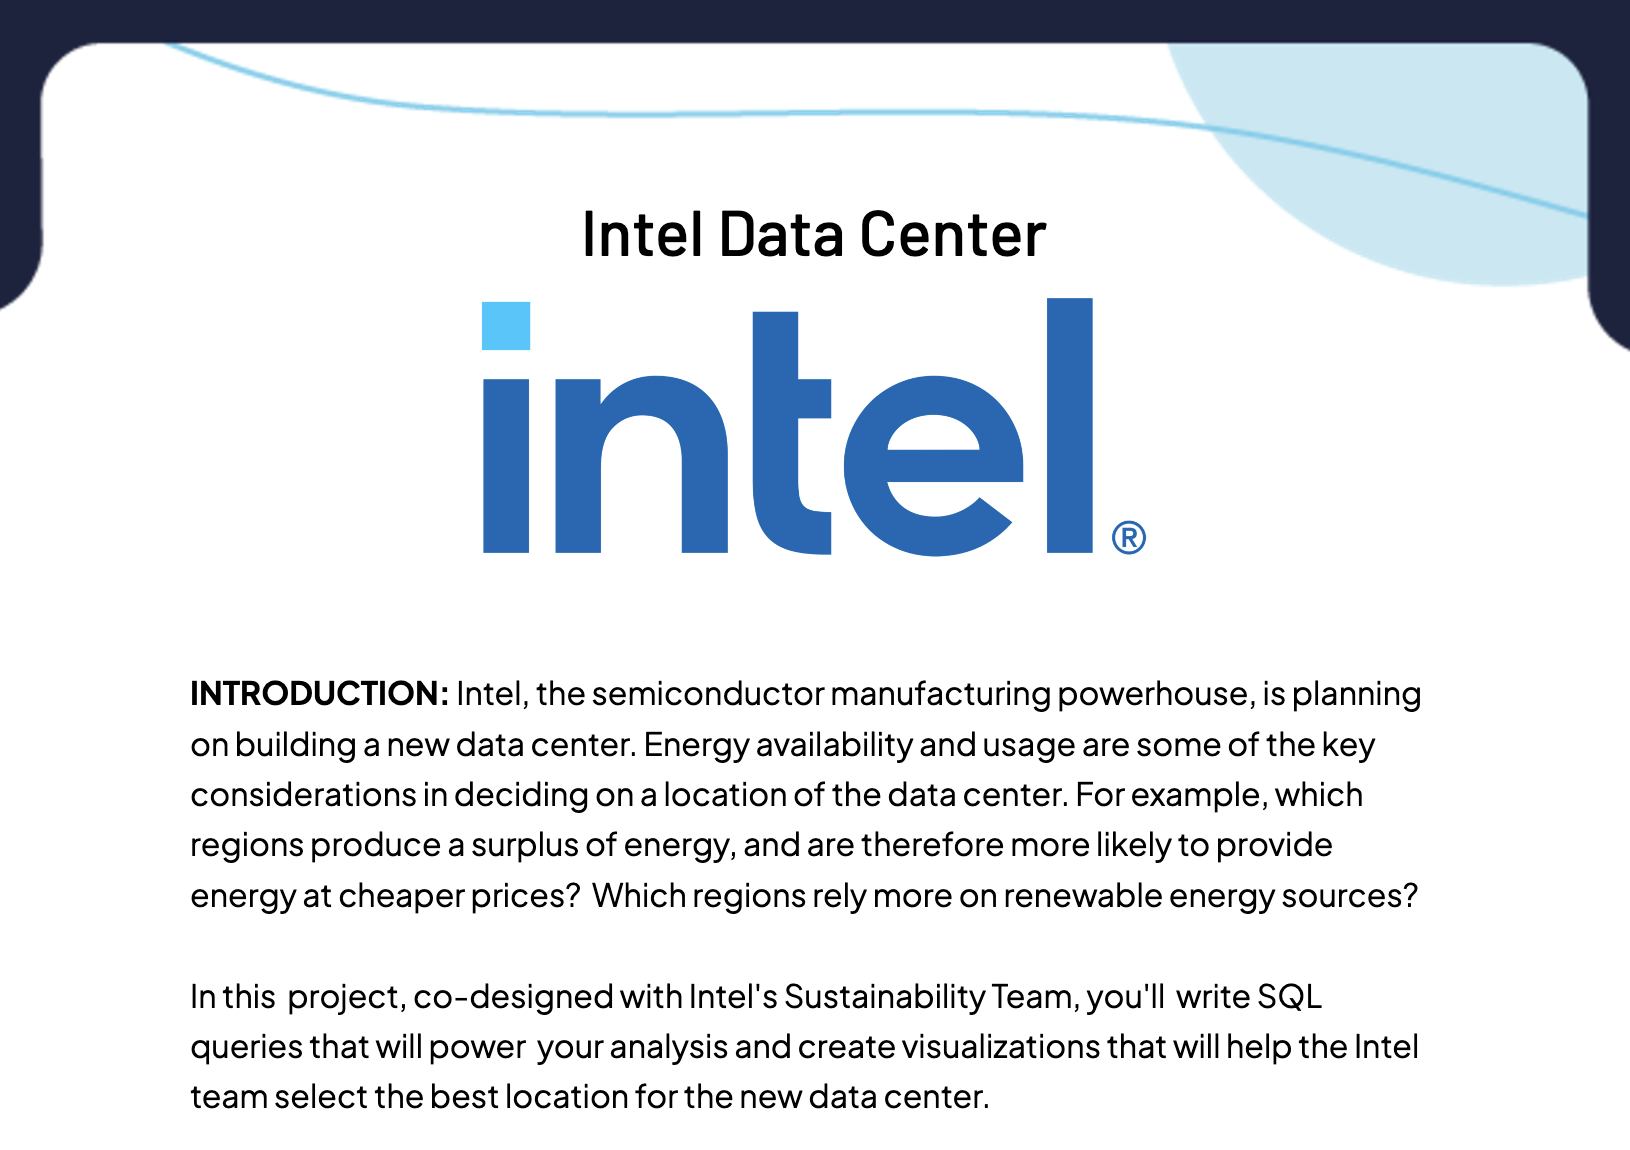 Intel Data Center
intel®
INTRODUCTION: Intel, the semiconductor manufacturing powerhouse, is planning
on building a new data center. Energy availability and usage are some of the key
considerations in deciding on a location of the data center. For example, which
regions produce a surplus of energy, and are therefore more likely to provide
energy at cheaper prices? Which regions rely more on renewable energy sources?
In this project, co-designed with Intel's Sustainability Team, you'll write SQL
queries that will power your analysis and create visualizations that will help the Intel
team select the best location for the new data center.